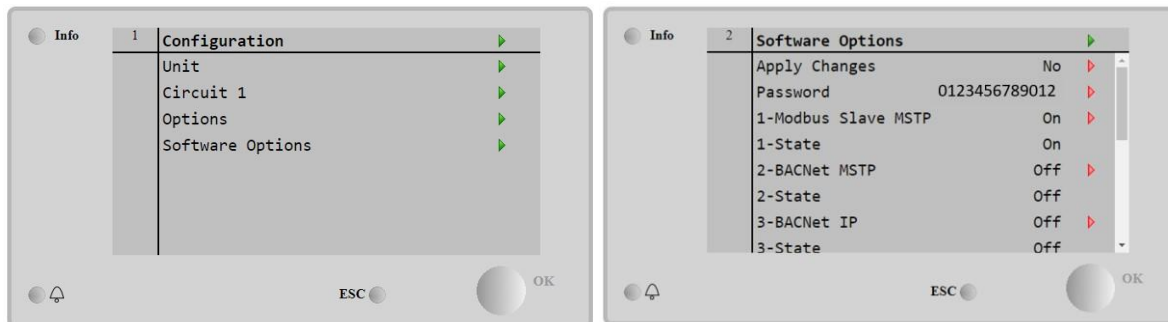 Info
1 Configuration
Unit
Circuit 1
Options
Software Options
ESC
OK
Info
2 Software Options
Apply Changes No
Password 0123456789012
1-Modbus Slave MSTP On
1-State On
2-BACNet MSTP Off
2-State Off
3-BACNet IP Off
3-State Off
ESC
OK